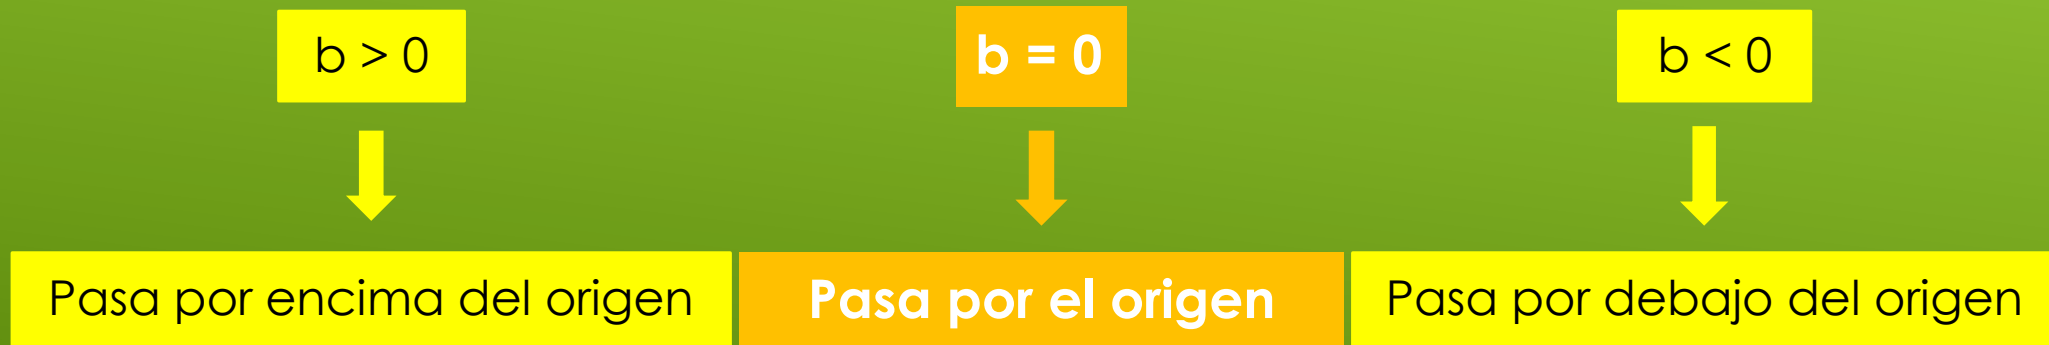 b > 0
b = 0
b < 0
Pasa por encima del origen
Pasa por el origen
Pasa por debajo del origen